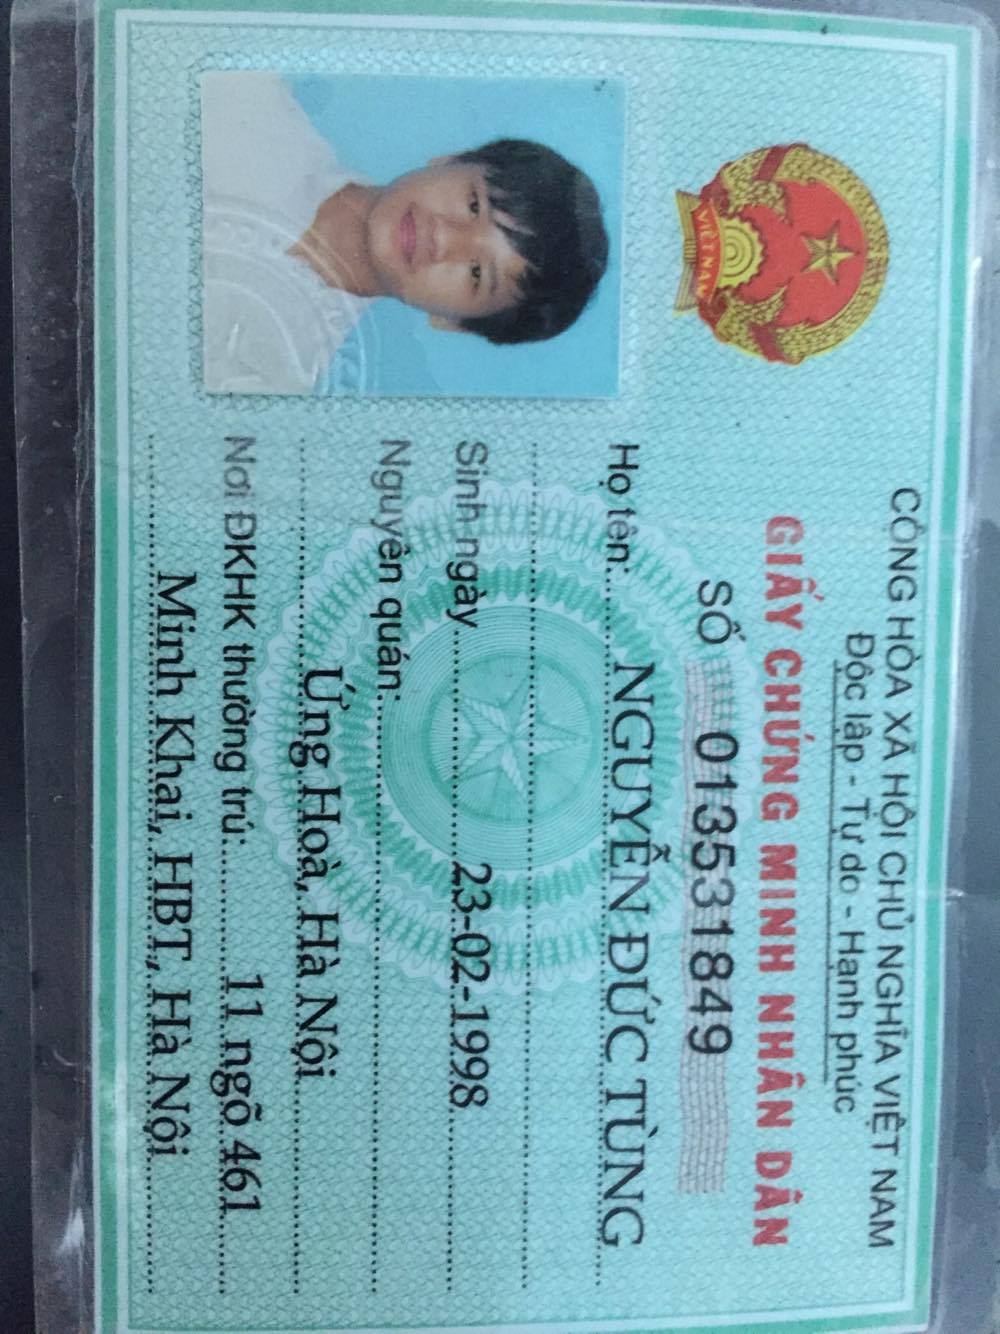 CỘNG HÒA XÃ HỘI CHỦ NGHĨA VIỆT NAM
Độc lập - Tự do - Hạnh phúc
GIẤY CHỨNG MINH NHÂN DÂN
SỐ 013531849
Họ tên: NGUYỄN ĐỨC TÙNG
Sinh ngày 23-02-1998
Nguyên quán:
Ứng Hoà, Hà Nội
Nơi ĐKHK thường trú: 11 ngõ 461
Minh Khai, HBT, Hà Nội
VIỆT NAM